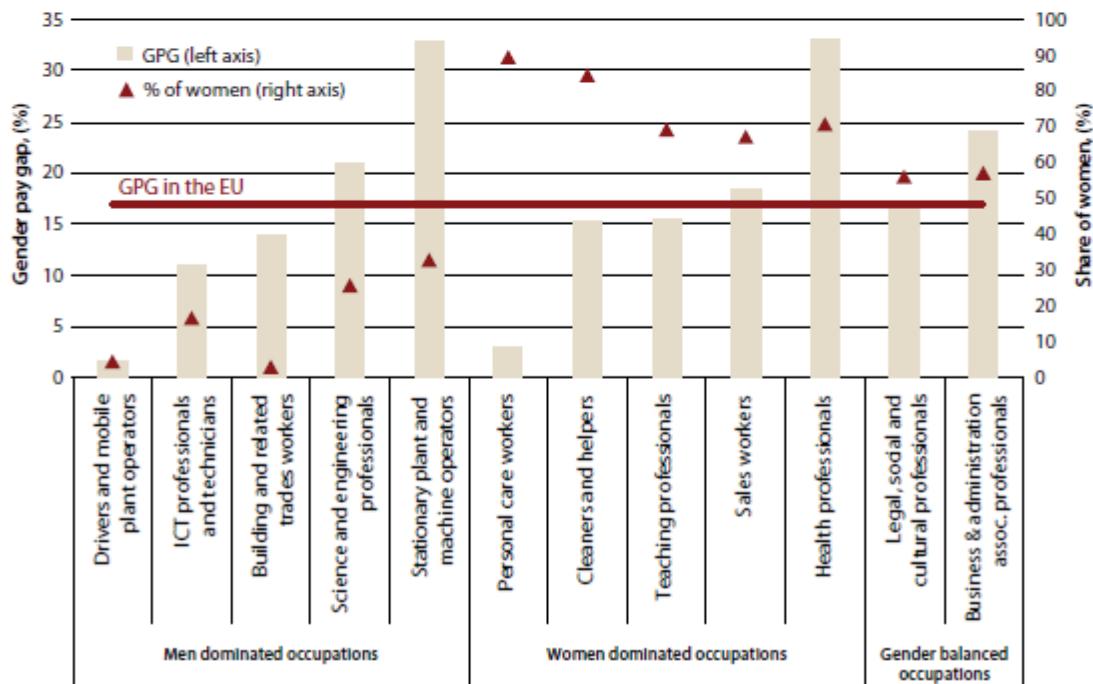 35
30
25
20
15
10
5
0
Gender pay gap, (%)
GPG (left axis)
% of women (right axis)
GPG in the EU
100
90
80
70
60
50
40
30
20
10
0
Share of women, (%)
Drivers and mobile
plant operators
ICT professionals
and technicians
Building and related
trades workers
Science and engineering
professionals
Stationary plant and
machine operators
Personal care workers
Cleaners and helpers
Teaching professionals
Sales workers
Health professionals
Legal, social and
cultural professionals
Business & administration
assoc. professionals
Men dominated occupations
Women dominated occupations
Gender balanced
occupations